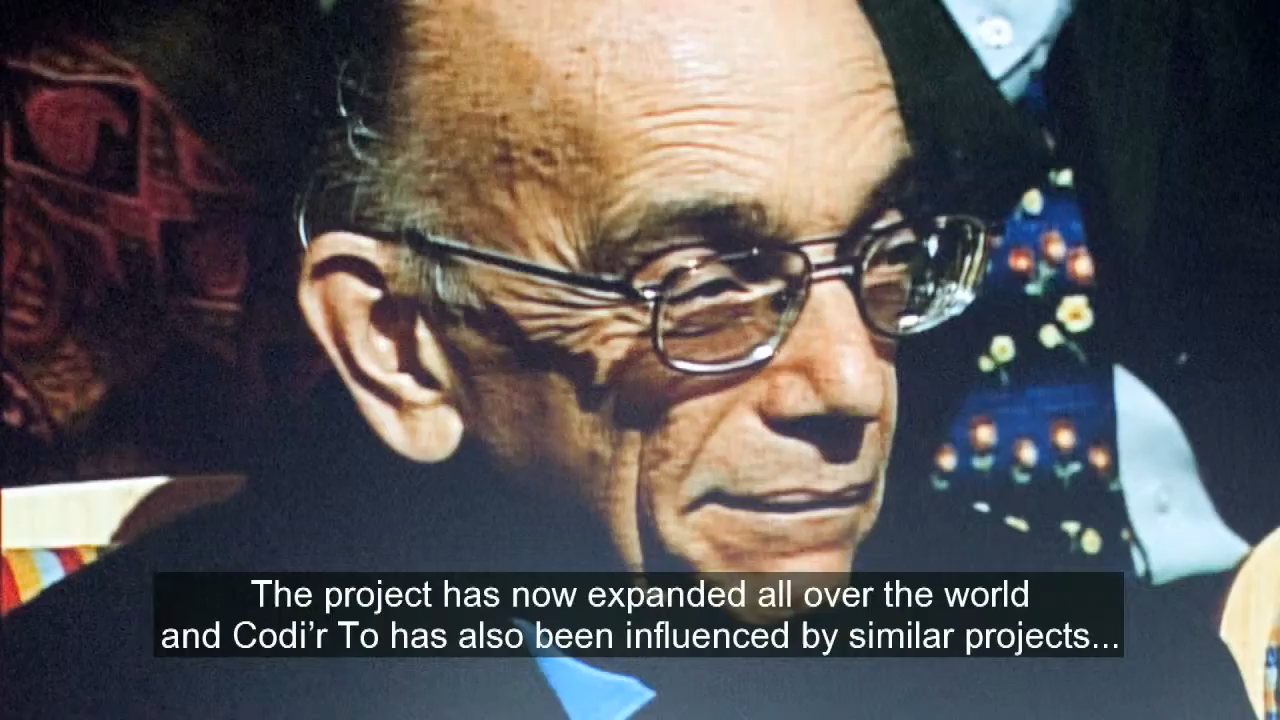 The project has now expanded all over the world
and Codi’r To has also been influenced by similar projects...